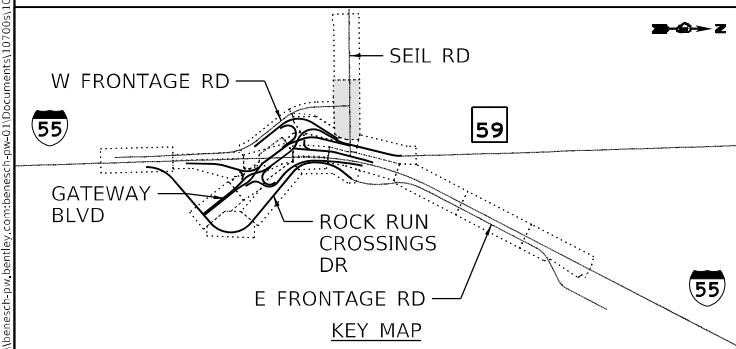 \benesch-pw.bentley.com:benesch-pw-01\Documents\10700s\10
SEIL RD
W FRONTAGE RD
N
55
59
GATEWAY
BLVD
ROCK RUN
CROSSINGS
DR
E FRONTAGE RD
55
KEY MAP